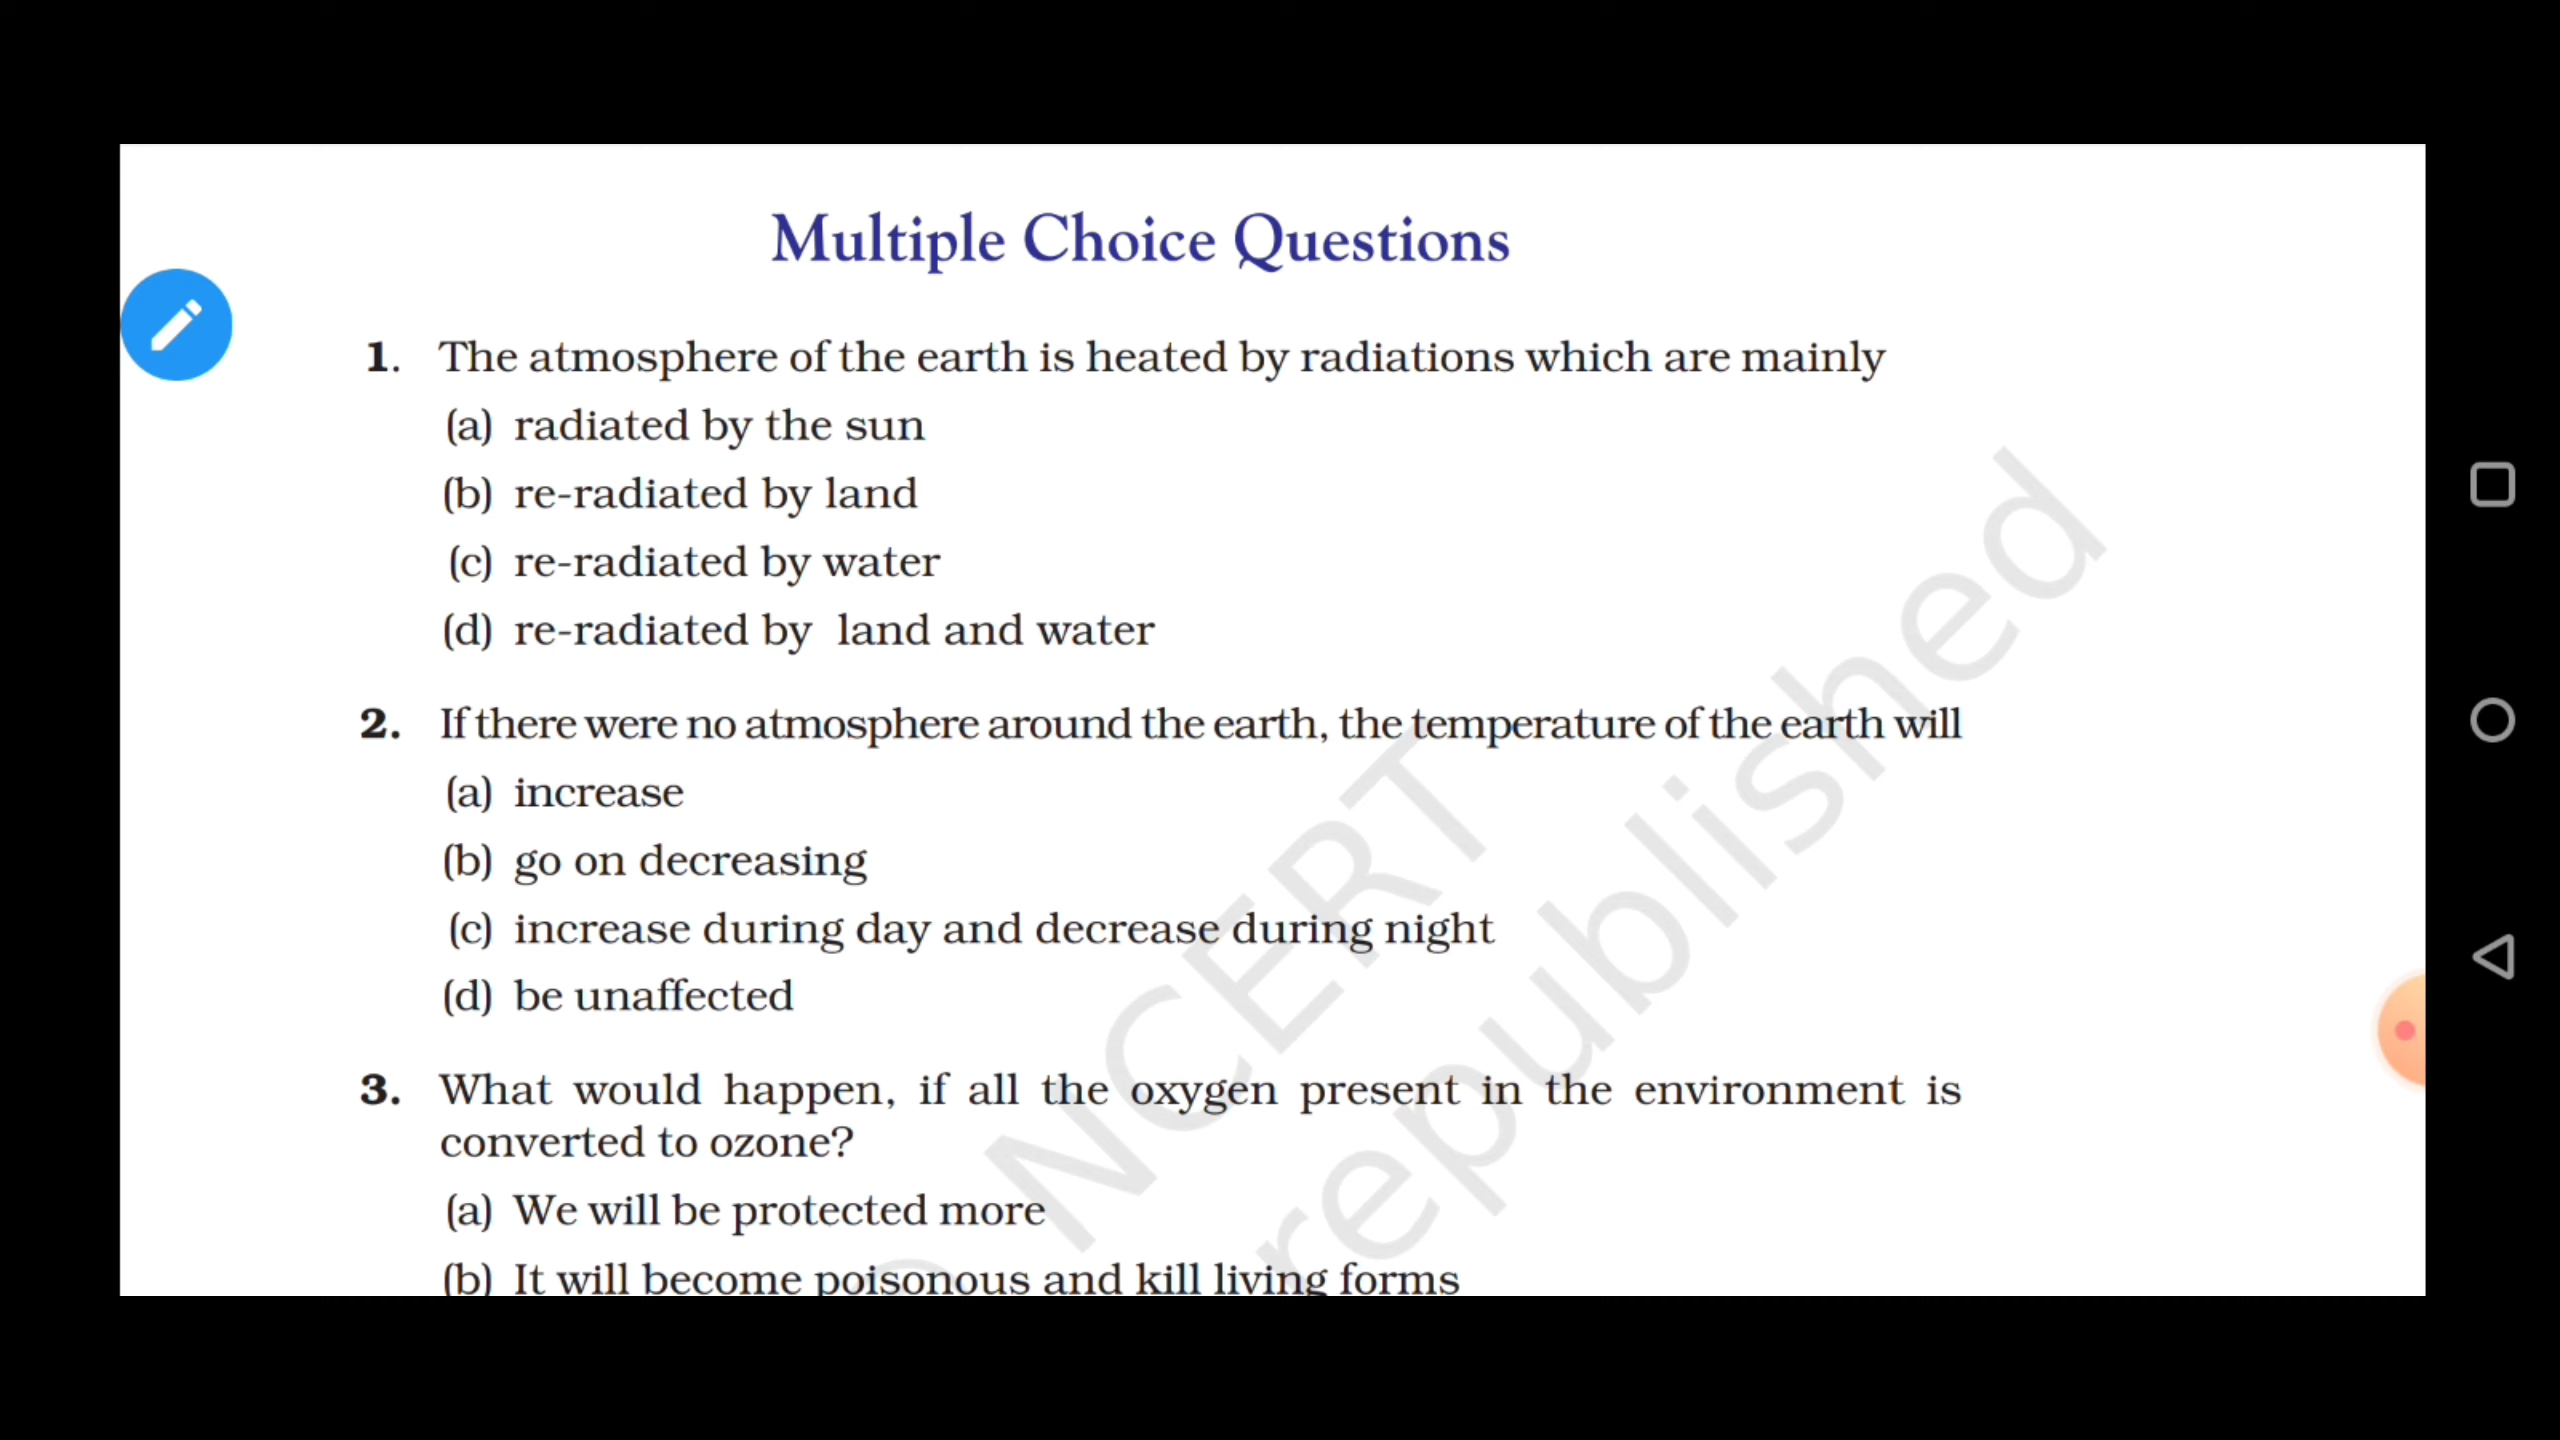 Multiple Choice Questions
1. The atmosphere of the earth is heated by radiations which are mainly
(a) radiated by the sun
(b) re-radiated by land
(c) re-radiated by water
(d) re-radiated by land and water
2. If there were no atmosphere around the earth, the temperature of the earth will
(a) increase
(b) go on decreasing
(c) increase during day and decrease during night
(d) be unaffected
3. What would happen, if all the oxygen present in the environment is
converted to ozone?
(a) We will be protected more
(b) It will become poisonous and kill living forms
NCERT
republished